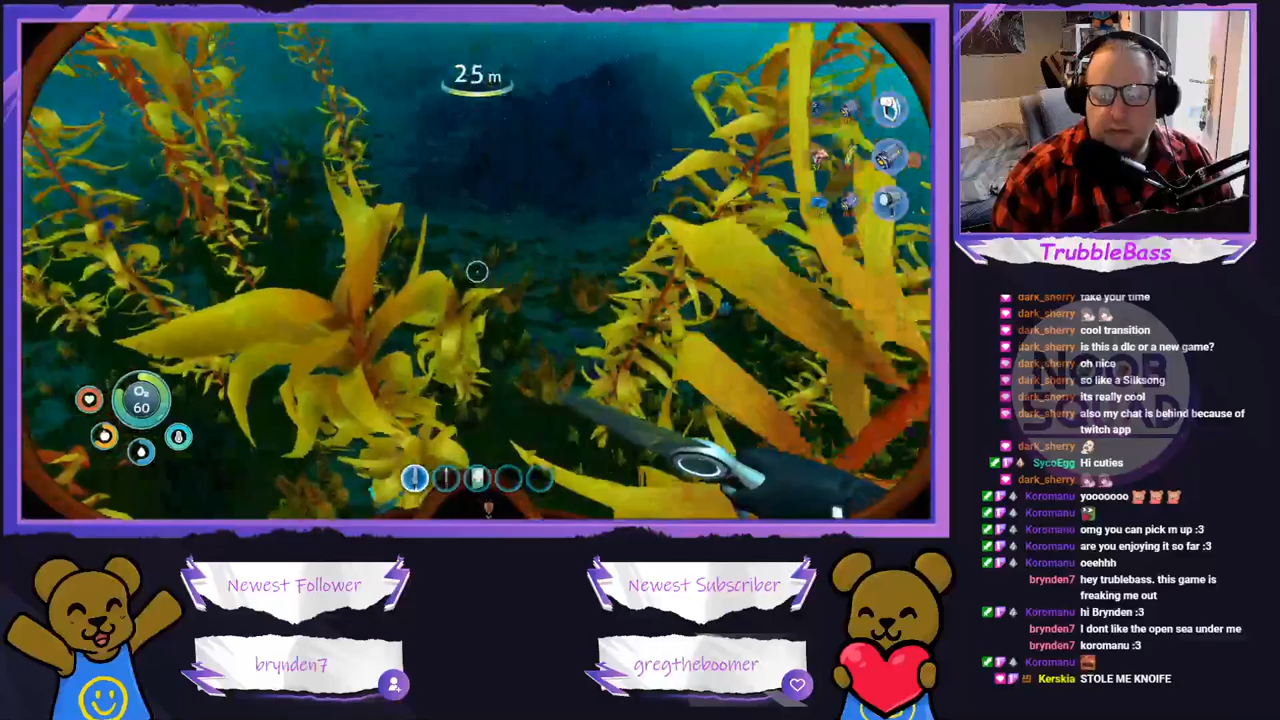 25 m
O₂
60
TrubbleBass
dark_sherry take your time
dark_sherry
dark_sherry cool transition
dark_sherry is this a dlc or a new game?
dark_sherry oh nice
dark_sherry so like a Silksong
dark_sherry its really cool
dark_sherry also my chat is behind because of
twitch app
dark_sherry
SycoEgg Hi cuties
dark_sherry
Koromanu yooooooo
Koromanu
Koromanu omg you can pick m up :3
Koromanu are you enjoying it so far :3
Koromanu oeehhh
brynden7 hey trublebass. this game is
freaking me out
Koromanu hi Brynden :3
brynden7 I dont like the open sea under me
brynden7 koromanu :3
Koromanu
Kerskia STOLE ME KNOIFE
NOOB
SQUAD
Newest Follower
brynden7
Newest Subscriber
gregtheboomer